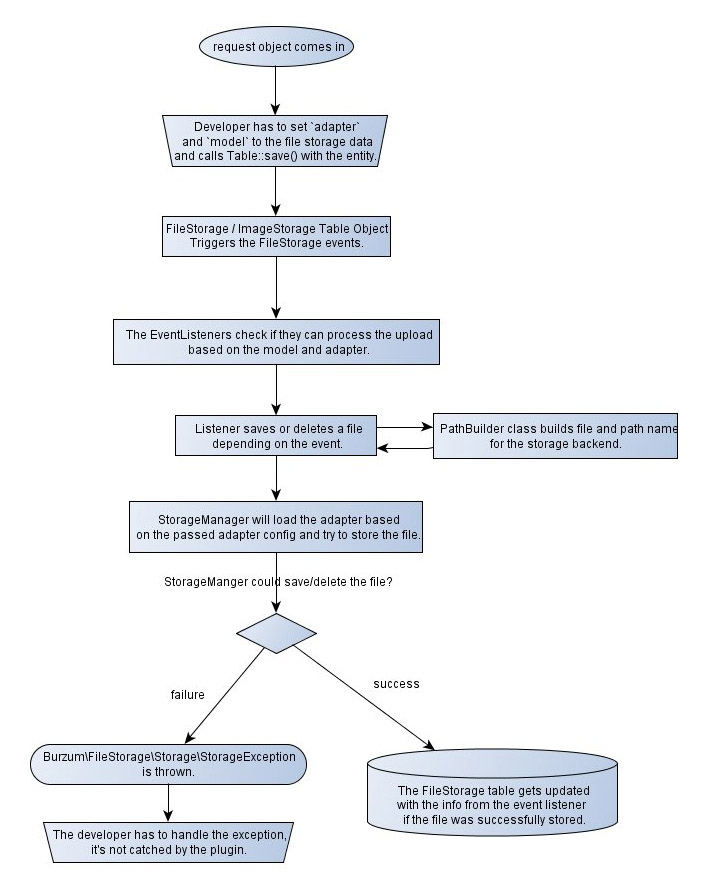 request object comes in
Developer has to set `adapter`
and `model` to the file storage data
and calls Table::save() with the entity.
FileStorage / ImageStorage Table Object
Triggers the FileStorage events.
The EventListeners check if they can process the upload
based on the model and adapter.
Listener saves or deletes a file
depending on the event.
PathBuilder class builds file and path name
for the storage backend.
StorageManager will load the adapter based
on the passed adapter config and try to store the file.
StorageManger could save/delete the file?
failure
success
Burzum\FileStorage\Storage\StorageException
is thrown.
The FileStorage table gets updated
with the info from the event listener
if the file was successfully stored.
The developer has to handle the exception,
it's not catched by the plugin.